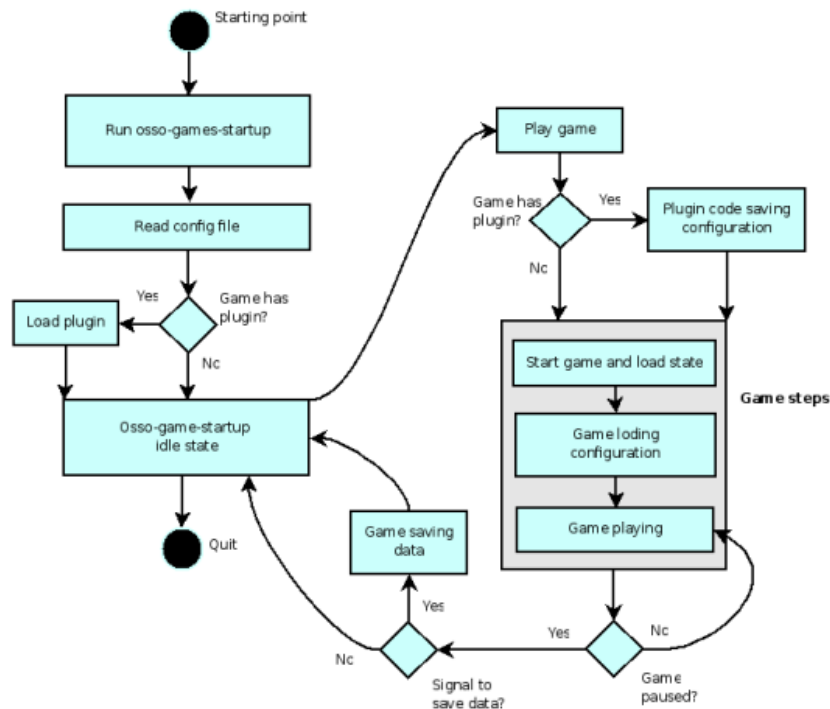 Starting point
Run osso-games-startup
Read config file
Yes
Game has
plugin?
Load plugin
Nc
Osso-game-startup
idle state
Quit
Play game
Game has
plugin?
Yes
Plugin code saving
configuration
Nc
Start game and load state
Game steps
Game loding
configuration
Game playing
Game saving
data
Yes
Nc
Signal to
save data?
Yes
Nc
Game
paused?